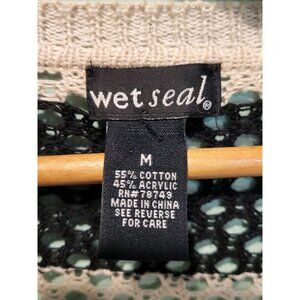 wet seal®
M
55% COTTON
45% ACRYLIC
RN#78749
MADE IN CHINA
SEE REVERSE
FOR CARE